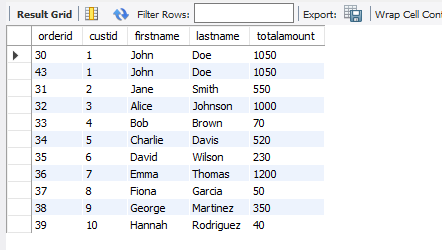 Result Grid Filter Rows: Export: Wrap Cell Cont
orderid custid firstname lastname totalamount
30 1 John Doe 1050
43 1 John Doe 1050
31 2 Jane Smith 550
32 3 Alice Johnson 1000
33 4 Bob Brown 70
34 5 Charlie Davis 520
35 6 David Wilson 230
36 7 Emma Thomas 1200
37 8 Fiona Garcia 50
38 9 George Martinez 350
39 10 Hannah Rodriguez 40